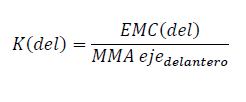 K(del) = EMC(del) / MMA eje_delantero